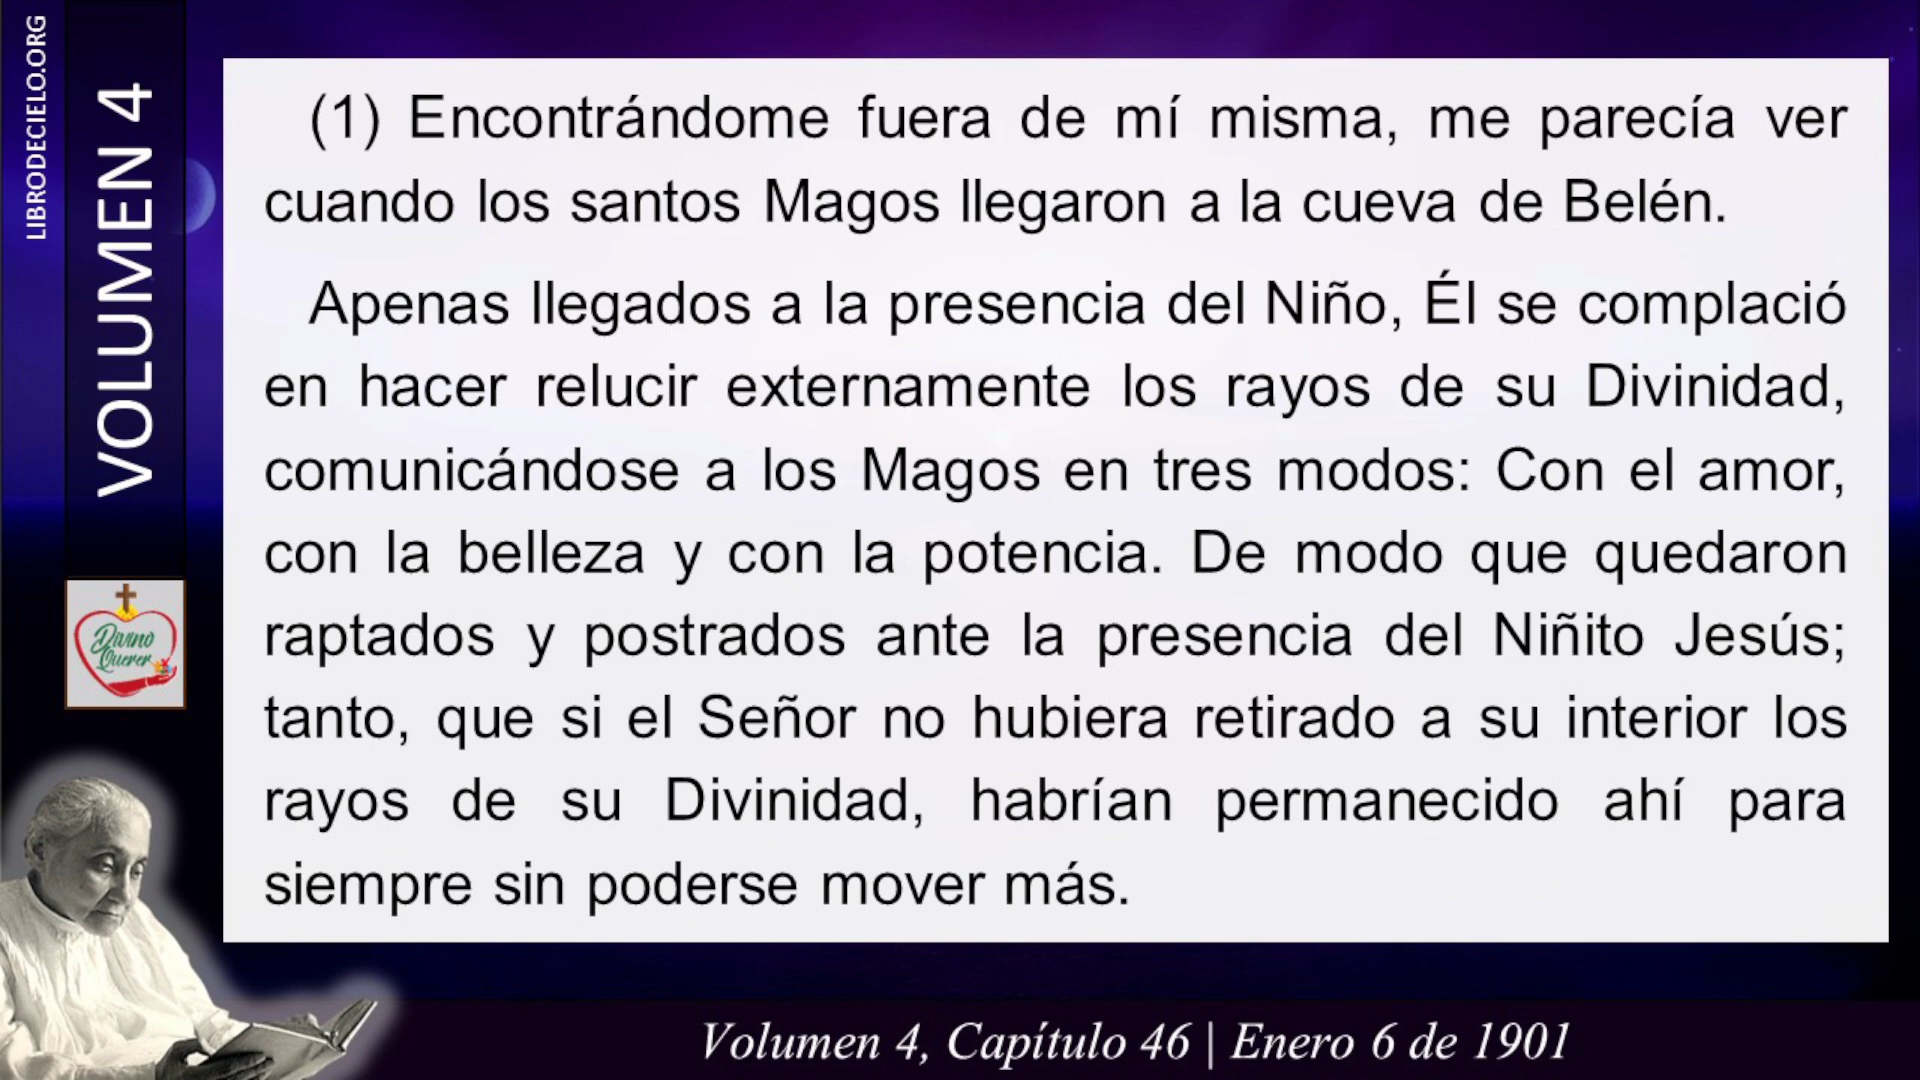 LIBRODECIELO.ORG
VOLUMEN 4
Divino
Querer
(1) Encontrándome fuera de mí misma, me parecía ver
cuando los santos Magos llegaron a la cueva de Belén.
Apenas llegados a la presencia del Niño, Él se complació
en hacer relucir externamente los rayos de su Divinidad,
comunicándose a los Magos en tres modos: Con el amor,
con la belleza y con la potencia. De modo que quedaron
raptados y postrados ante la presencia del Niñito Jesús;
tanto, que si el Señor no hubiera retirado a su interior los
rayos de su Divinidad, habrían permanecido ahí para
siempre sin poderse mover más.
Volumen 4, Capítulo 46 | Enero 6 de 1901